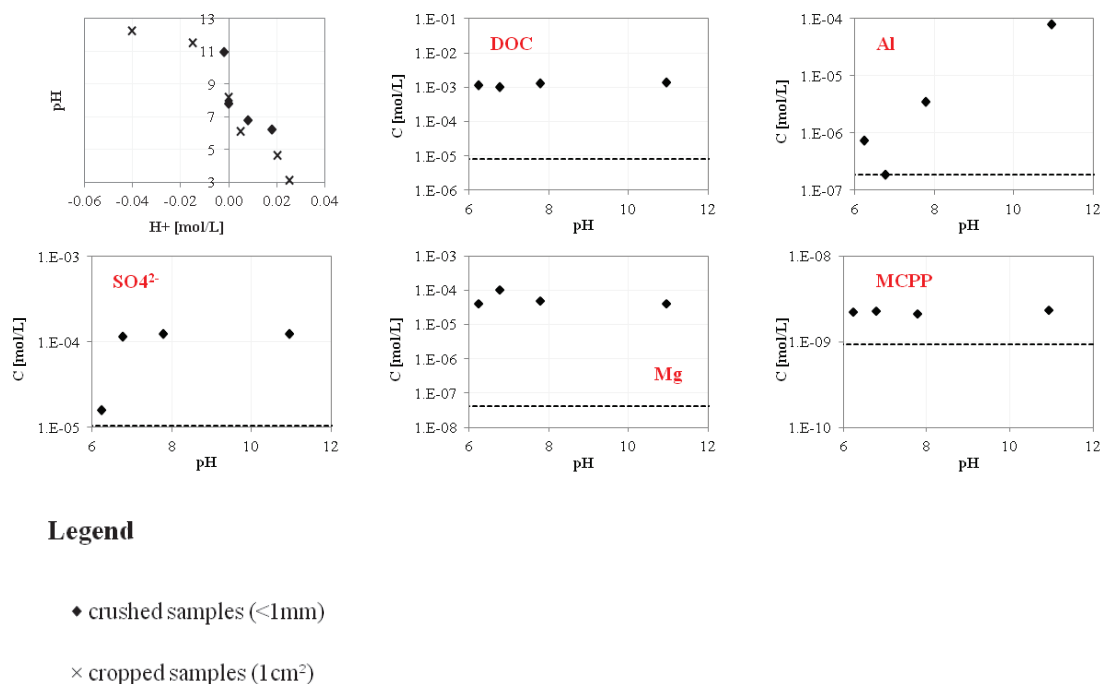 13
11
9
7
5
3
pH
-0.06 -0.04 -0.02 0.00 0.02 0.04
H+ [mol/L]
1.E-01
1.E-02
1.E-03
1.E-04
1.E-05
1.E-06
C [mol/L]
DOC
6 8 10 12
pH
1.E-04
1.E-05
1.E-06
1.E-07
C [mol/L]
Al
6 8 10 12
pH
1.E-03
1.E-04
1.E-05
C [mol/L]
SO4²⁻
6 8 10 12
pH
1.E-03
1.E-04
1.E-05
1.E-06
1.E-07
1.E-08
C [mol/L]
Mg
6 8 10 12
pH
1.E-08
1.E-09
1.E-10
C [mol/L]
MCPP
6 8 10 12
pH
Legend
crushed samples (<1mm)
cropped samples (1cm²)